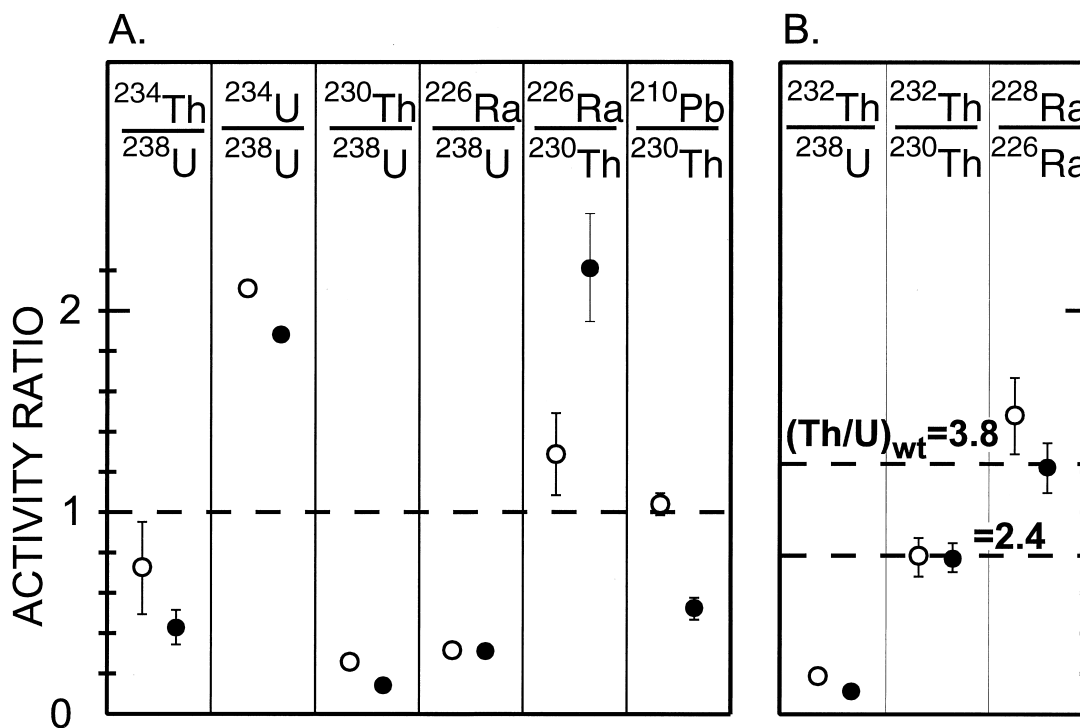 A.
B.
234Th 234U 230Th 226Ra 226Ra 210Pb
238U 238U 238U 238U 230Th 230Th
232Th 232Th 228Ra
238U 230Th 226Ra
ACTIVITY RATIO
2
1
0
(Th/U)wt=3.8
=2.4